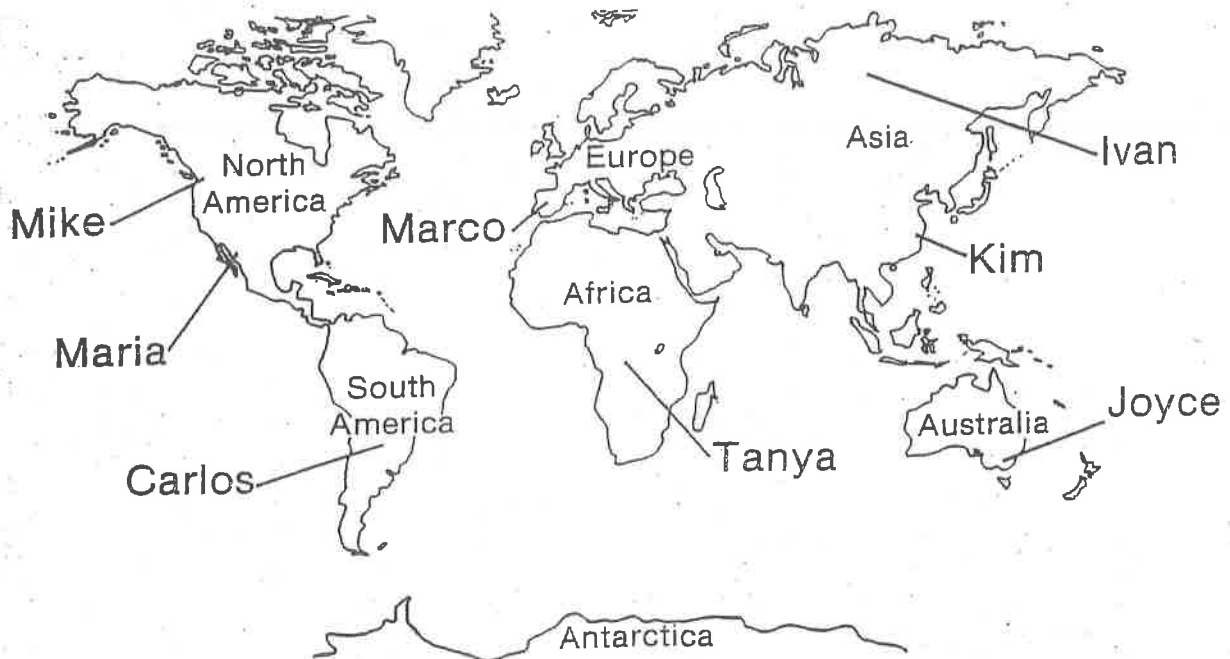 North
America
Europe
Asia
Ivan
Mike
Marco
Kim
Africa
Maria
South
America
Australia
Joyce
Carlos
Tanya
Antarctica